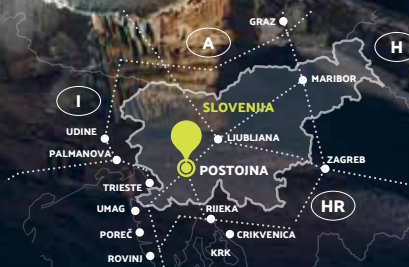 GRAZ
A
H
MARIBOR
I
SLOVENIJA
UDINE
LJUBLJANA
PALMANOVA
ZAGREB
POSTOJNA
TRIESTE
HR
UMAG
RIJEKA
POREČ
CRIKVENICA
KRK
ROVINJ